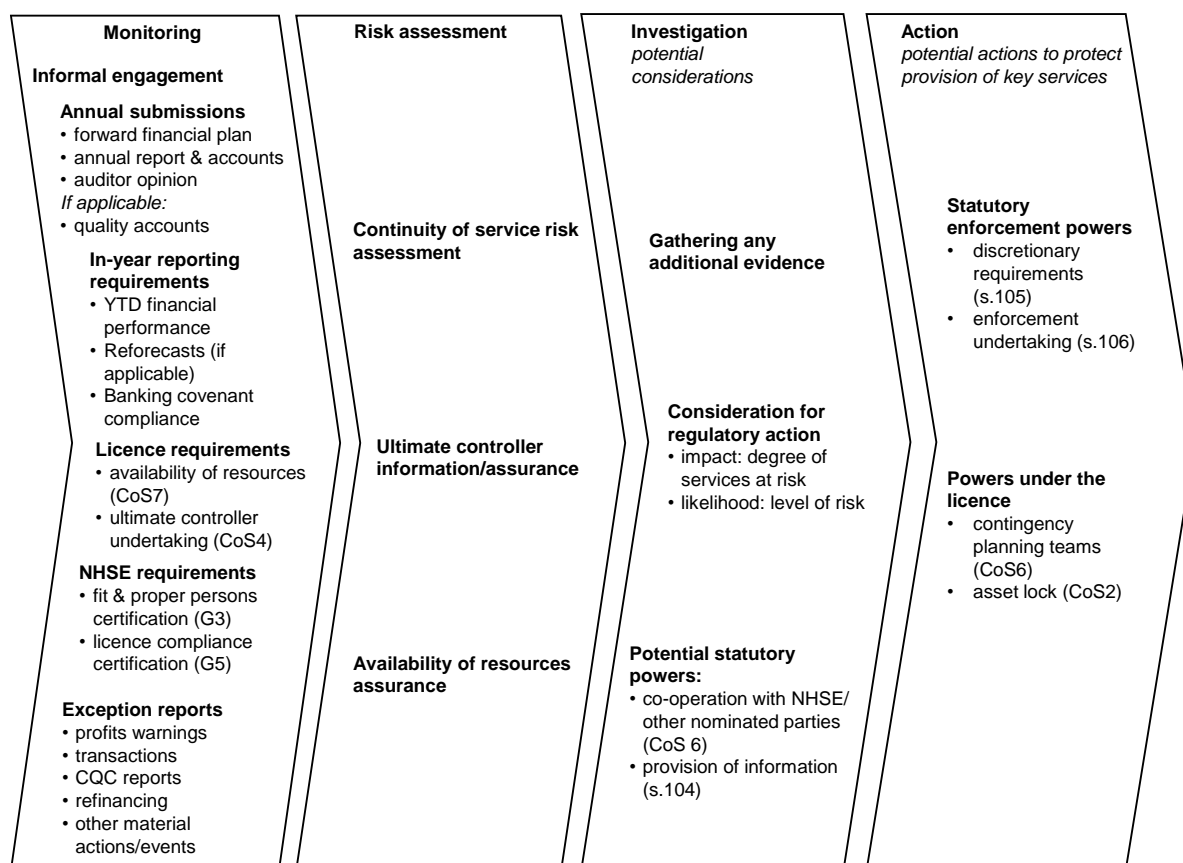 Monitoring
Informal engagement
Annual submissions
• forward financial plan
• annual report & accounts
• auditor opinion
If applicable:
• quality accounts
In-year reporting
requirements
• YTD financial
performance
• Reforecasts (if
applicable)
• Banking covenant
compliance
Licence requirements
• availability of resources
(CoS7)
• ultimate controller
undertaking (CoS4)
NHSE requirements
• fit & proper persons
certification (G3)
• licence compliance
certification (G5)
Exception reports
• profits warnings
• transactions
• CQC reports
• refinancing
• other material
actions/events
Risk assessment
Continuity of service risk
assessment
Ultimate controller
information/assurance
Availability of resources
assurance
Investigation
potential
considerations
Gathering any
additional evidence
Consideration for
regulatory action
• impact: degree of
services at risk
• likelihood: level of risk
Potential statutory
powers:
• co-operation with NHSE/
other nominated parties
(CoS 6)
• provision of information
(s.104)
Action
potential actions to protect
provision of key services
Statutory
enforcement powers
• discretionary
requirements
(s.105)
• enforcement
undertaking (s.106)
Powers under the
licence
• contingency
planning teams
(CoS6)
• asset lock (CoS2)